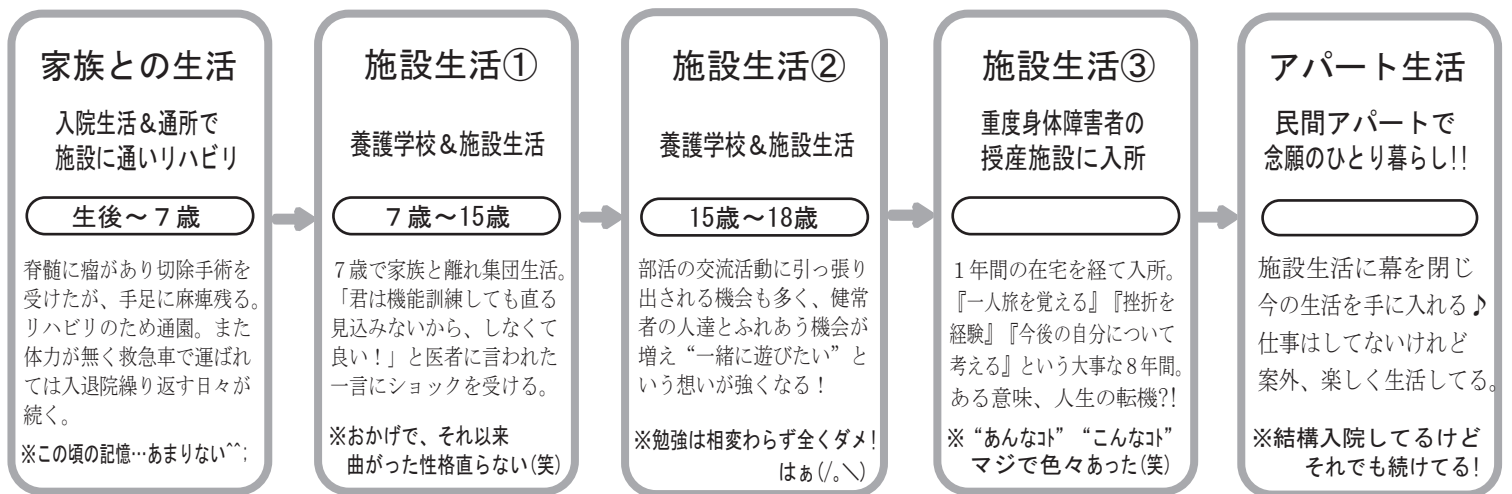 家族との生活
入院生活＆通所で
施設に通いリハビリ
生後～７歳
脊髄に瘤があり切除手術を
受けたが、手足に麻痺残る。
リハビリのため通園。また
体力が無く救急車で運ばれ
ては入退院繰り返す日々が
続く。
※この頃の記憶…あまりない^^;
施設生活①
養護学校＆施設生活
７歳～15歳
７歳で家族と離れ集団生活。
「君は機能訓練しても直る
見込みないから、しなくて
良い！」と医者に言われた
一言にショックを受ける。
※おかげで、それ以来
曲がった性格直らない(笑)
施設生活②
養護学校＆施設生活
15歳～18歳
部活の交流活動に引っ張り
出される機会も多く、健常
者の人達とふれあう機会が
増え“一緒に遊びたい”と
いう想いが強くなる！
※勉強は相変わらず全くダメ!
はぁ(/。＼)
施設生活③
重度身体障害者の
授産施設に入所
１年間の在宅を経て入所。
『一人旅を覚える』『挫折を
経験』『今後の自分について
考える』という大事な８年間。
ある意味、人生の転機?!
※“あんなｺﾄ”“こんなｺﾄ”
マジで色々あった(笑)
アパート生活
民間アパートで
念願のひとり暮らし!!
施設生活に幕を閉じ
今の生活を手に入れる♪
仕事はしてないけれど
案外、楽しく生活してる。
※結構入院してるけど
それでも続けてる!